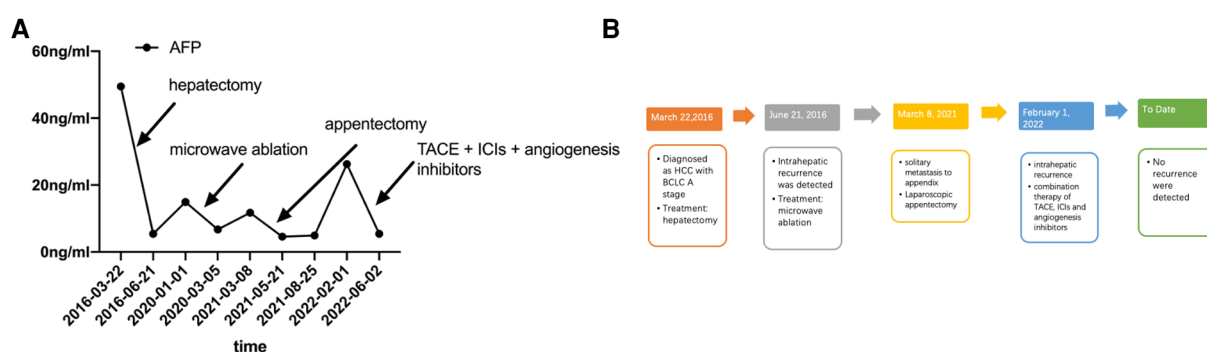 A
60ng/ml
AFP
hepatectomy
40ng/ml
appentectomy
microwave ablation
TACE + ICIs + angiogenesis
inhibitors
20ng/ml
0ng/ml
2016-03-22
2016-06-21
2020-01-01
2020-03-05
2021-03-08
2021-05-21
2021-08-25
2022-02-01
2022-06-02
time
B
March 22,2016
• Diagnosed
as HCC with
BCLC A
stage
• Treatment:
hepatectomy
June 21, 2016
• Intrahepatic
recurrence
was detected
• Treatment:
microwave
ablation
March 8, 2021
• solitary
metastasis to
appendix
• Laparoscopic
appentectomy
February 1,
2022
• intrahepatic
recurrence
• combination
therapy of
TACE, ICIs and
angiogenesis
inhibitors
To Date
• No
recurrence
were
detected